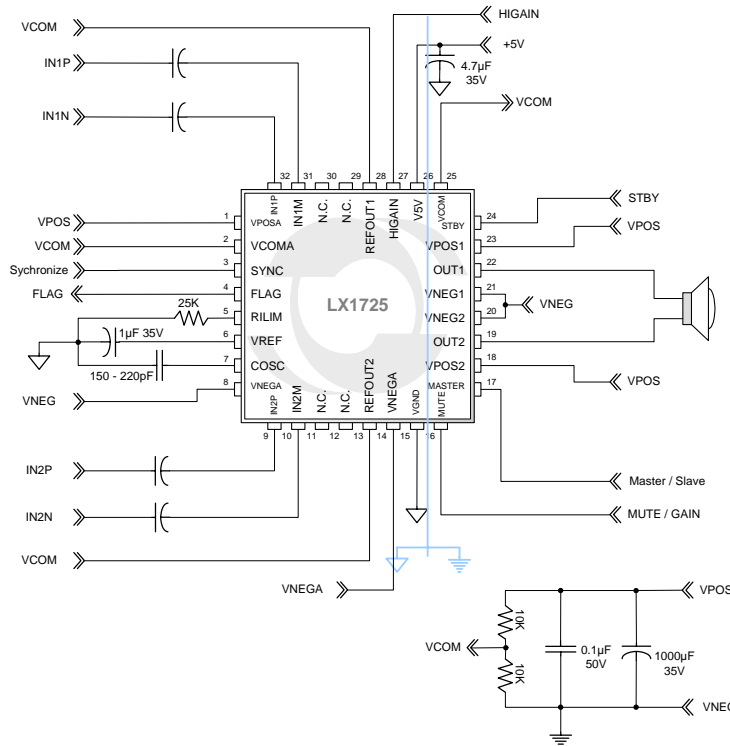 VCOM
HIGAIN
+5V
IN1P
4.7µF
35V
VCOM
IN1N
32 31 30 29 28 27 26 25
IN1P
IN1M
N.C.
N.C.
REFOUT1
HIGAIN
V5V
VCOM
VPOS 1 VPOSA
STBY 24 STBY
VCOM 2 VCOMA
VPOS1 23 VPOS
Sychronize 3 SYNC
OUT1 22
FLAG 4 FLAG
VNEG1 21
LX1725
VNEG
25K
5 RILIM
VNEG2 20
1µF 35V
6 VREF
OUT2 19
150 - 220pF
7 COSC
VPOS2 18
VPOS
VNEG 8 VNEGA
MASTER 17
IN2P
IN2M
N.C.
N.C.
REFOUT2
VNEGA
VGND
MUTE
9 10 11 12 13 14 15 16
IN2P
Master / Slave
IN2N
MUTE / GAIN
VCOM
VNEGA
VPOS
10K
VCOM
10K
0.1µF
50V
1000µF
35V